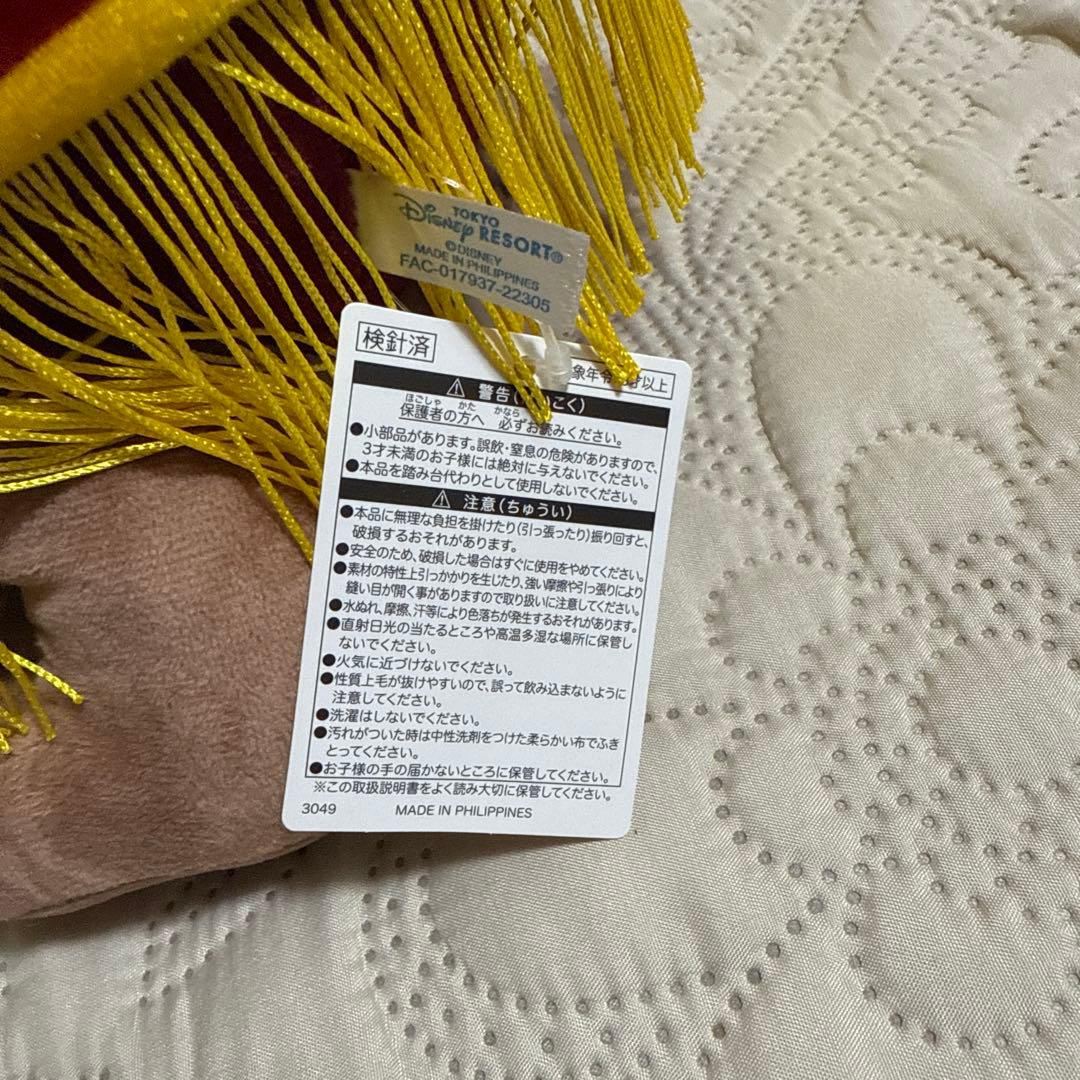 TOKYO
Disney RESORT®
©DISNEY
MADE IN PHILIPPINES
FAC-017937-22305
検針済
象年令 才以上
⚠ 警告( こく)
ほごしゃ かた かなら
保護者の方へ 必ずお読みください。
●小部品があります。誤飲・窒息の危険がありますので、
3才未満のお子様には絶対に与えないでください。
●本品を踏み台代わりとして使用しないでください。
⚠ 注意(ちゅうい)
●本品に無理な負担を掛けたり(引っ張ったり)振り回すと、
破損するおそれがあります。
●安全のため、破損した場合はすぐに使用をやめてください。
●素材の特性上引っかかりを生じたり、強い摩擦や引っ張りにより
縫い目が開く事がありますので取り扱いに注意してください。
●水ぬれ、摩擦、汗等により色落ちが発生するおそれがあります。
●直射日光の当たるところや高温多湿な場所に保管し
ないでください。
●火気に近づけないでください。
●性質上毛が抜けやすいので、誤って飲み込まないように
注意してください。
●洗濯はしないでください。
●汚れがついた時は中性洗剤をつけた柔らかい布でふき
とってください。
●お子様の手の届かないところに保管してください。
※この取扱説明書をよく読み大切に保管してください。
3049 MADE IN PHILIPPINES